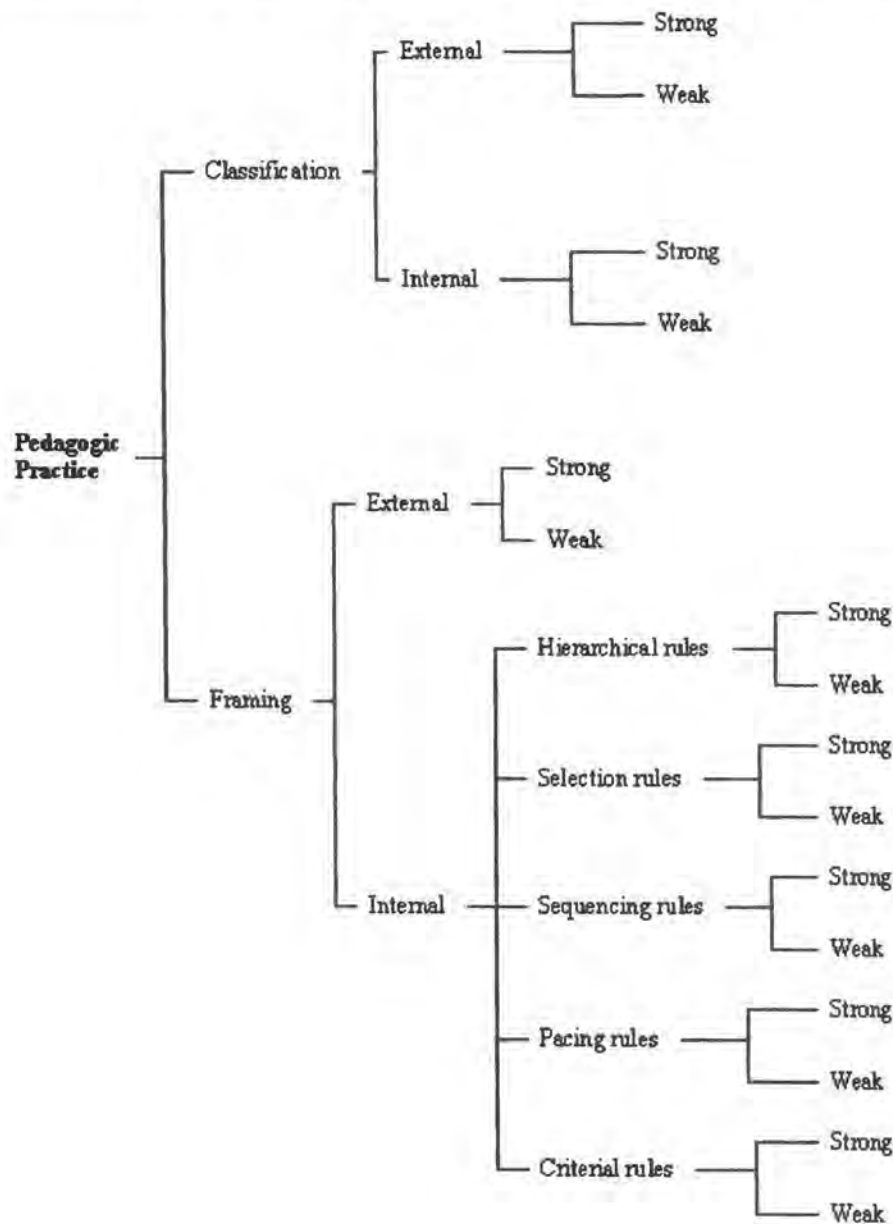 Strong
External
Weak
Classification
Strong
Internal
Weak
Pedagogic
Practice
Strong
External
Weak
Strong
Hierarchical rules
Weak
Framing
Strong
Selection rules
Weak
Strong
Internal
Sequencing rules
Weak
Strong
Pacing rules
Weak
Strong
Criterial rules
Weak